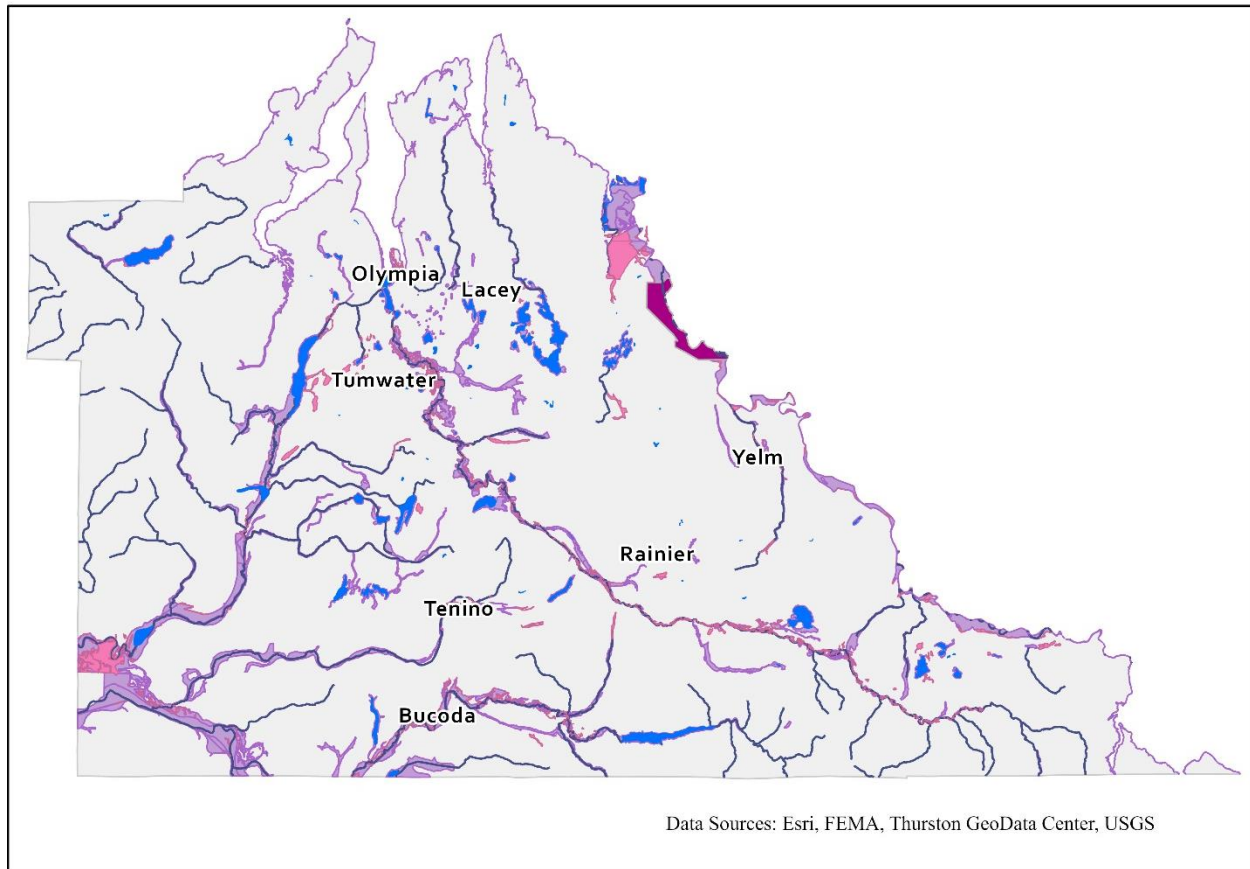 Olympia
Lacey
Tumwater
Yelm
Rainier
Tenino
Bucoda
Data Sources: Esri, FEMA, Thurston GeoData Center, USGS